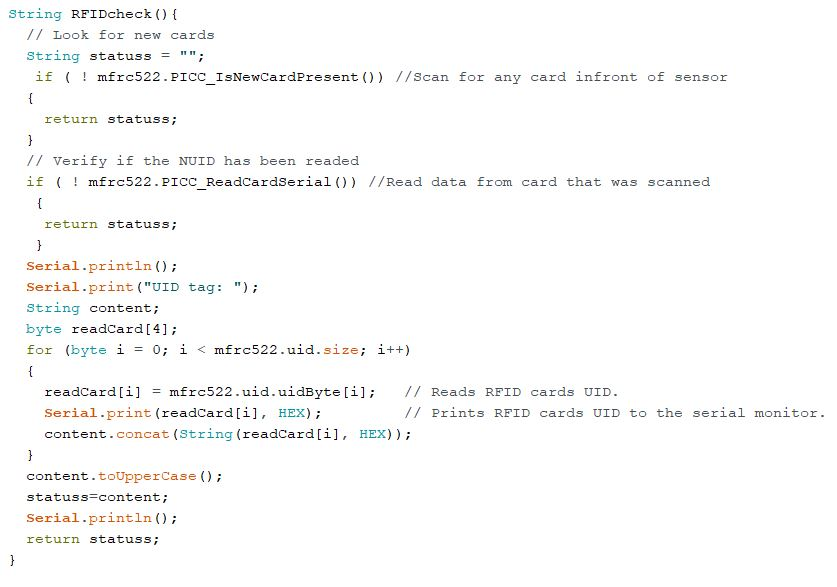 String RFIDcheck(){
  // Look for new cards
  String statuss = "";
   if ( ! mfrc522.PICC_IsNewCardPresent()) //Scan for any card infront of sensor
  {
    return statuss;
  }
  // Verify if the NUID has been readed
  if ( ! mfrc522.PICC_ReadCardSerial()) //Read data from card that was scanned
   {
    return statuss;
   }
  Serial.println();
  Serial.print("UID tag: ");
  String content;
  byte readCard[4];
  for (byte i = 0; i < mfrc522.uid.size; i++)
  {
    readCard[i] = mfrc522.uid.uidByte[i];   // Reads RFID cards UID.
    Serial.print(readCard[i], HEX);         // Prints RFID cards UID to the serial monitor.
    content.concat(String(readCard[i], HEX));
  }
  content.toUpperCase();
  statuss=content;
  Serial.println();
  return statuss;
}